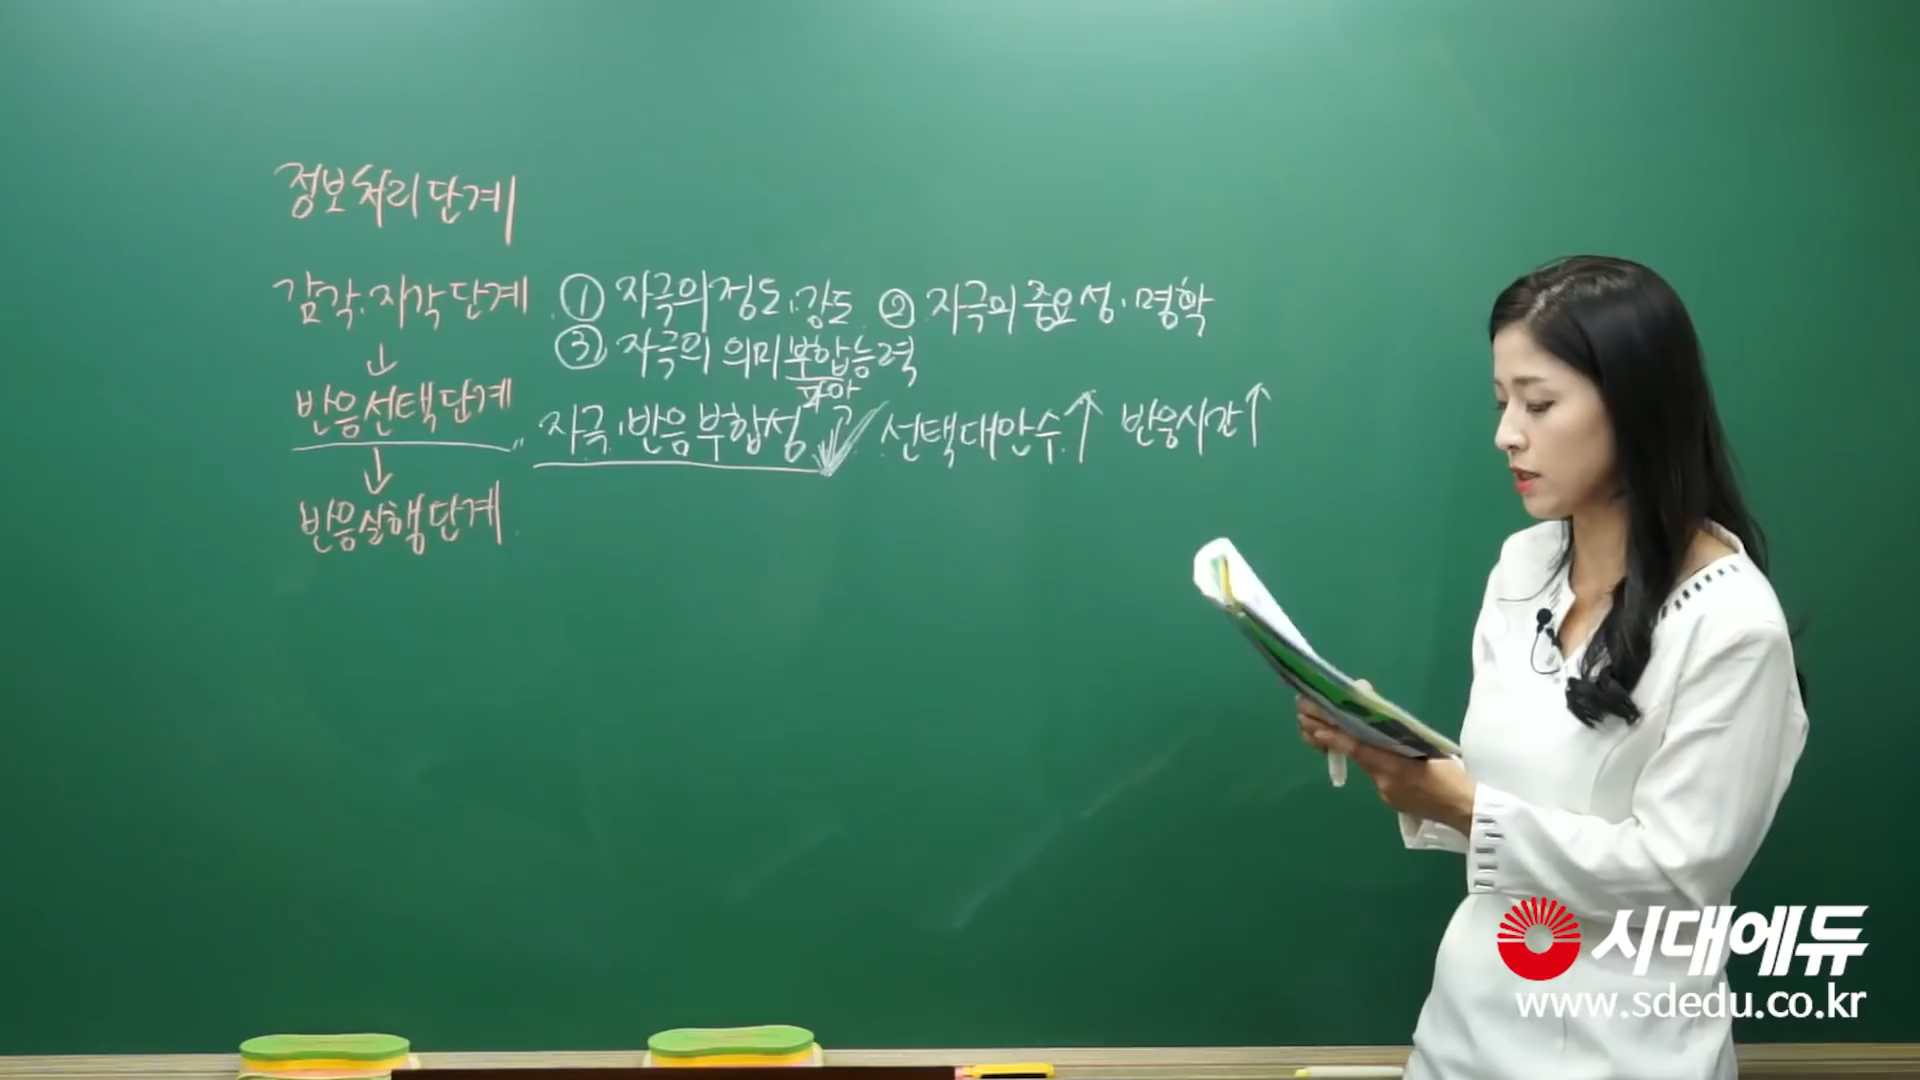 정보처리단계
감각·지각단계 ① 자극의 정도·강도 ② 자극의 중요성·명확
③ 자극의 의미 부합능력
파악
↓
반응선택단계 자극·반응 부합성 ↓ 선택대안수↑ 반응시간↑
↓
반응실행단계
시대에듀
www.sdedu.co.kr